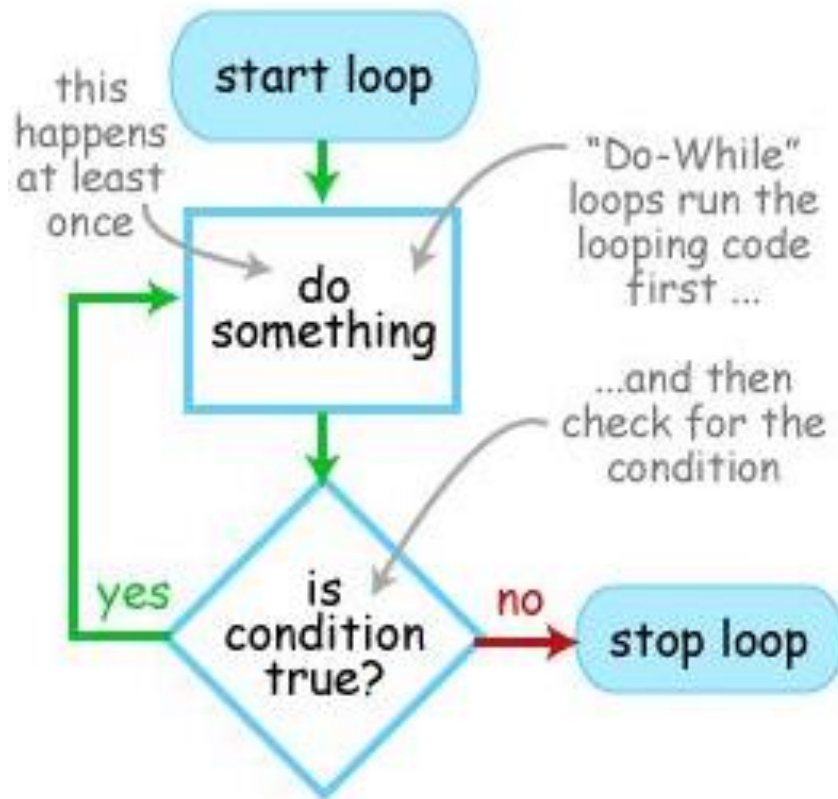 start loop
this
happens
at least
once
“Do-While”
loops run the
looping code
first ...
do
something
...and then
check for the
condition
is
condition
true?
yes
no
stop loop